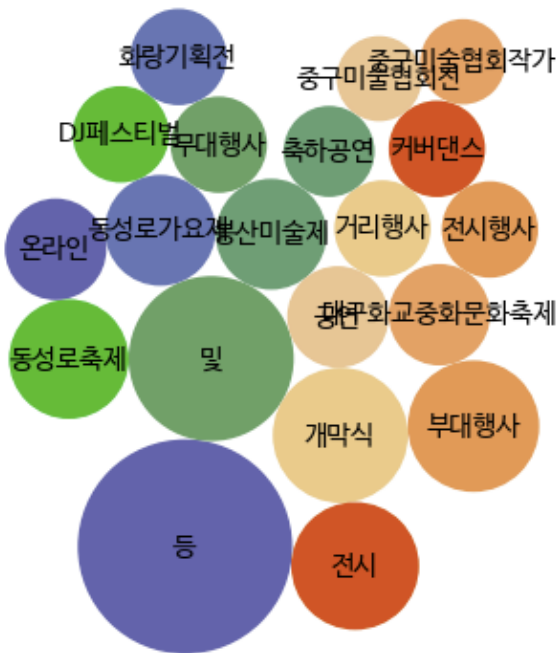 화랑기획전
중구미술협회전
중구미술협회작가
DJ페스티벌
무대행사
축하공연
커버댄스
온라인
동성로가요제
봉산미술제
거리행사
전시행사
동성로축제
및
공연
대구화교중화문화축제
개막식
부대행사
등
전시